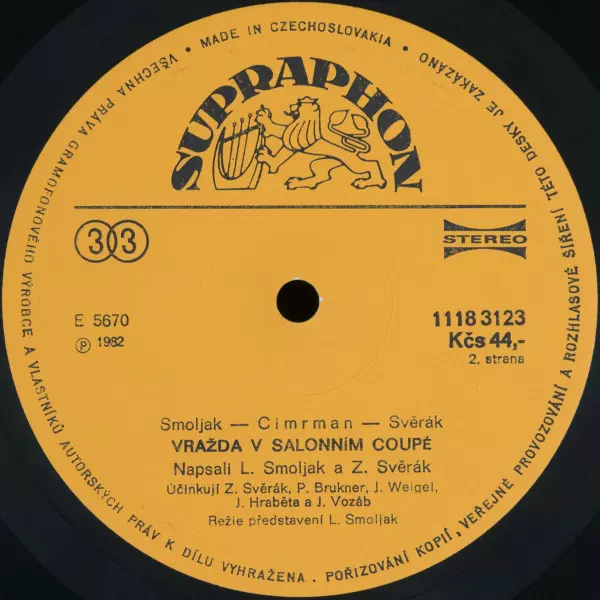 VŠECHNA PRÁVA GRAMOFONOVÉHO VÝROBCE A VLASTNÍKŮ AUTORSKÝCH PRÁV K DÍLU VYHRAŽENA . POŘIZOVÁNÍ KOPIÍ, VEŘEJNÉ PROVOZOVÁNÍ A ROZHLASOVÉ ŠÍŘENÍ TÉTO DESKY JE ZAKÁZÁNO
• MADE IN CZECHOSLOVAKIA •
SUPRAPHON
33
STEREO
E 5670
Ⓟ 1982
1118 3123
Kčs 44,-
2. strana
Smoljak — Cimrman — Svěrák
VRAŽDA V SALONNÍM COUPÉ
Napsali L. Smoljak a Z. Svěrák
Účinkují Z. Svěrák, P. Brukner, J. Weigel,
J. Hraběta a J. Vozáb
Režie představení L. Smoljak